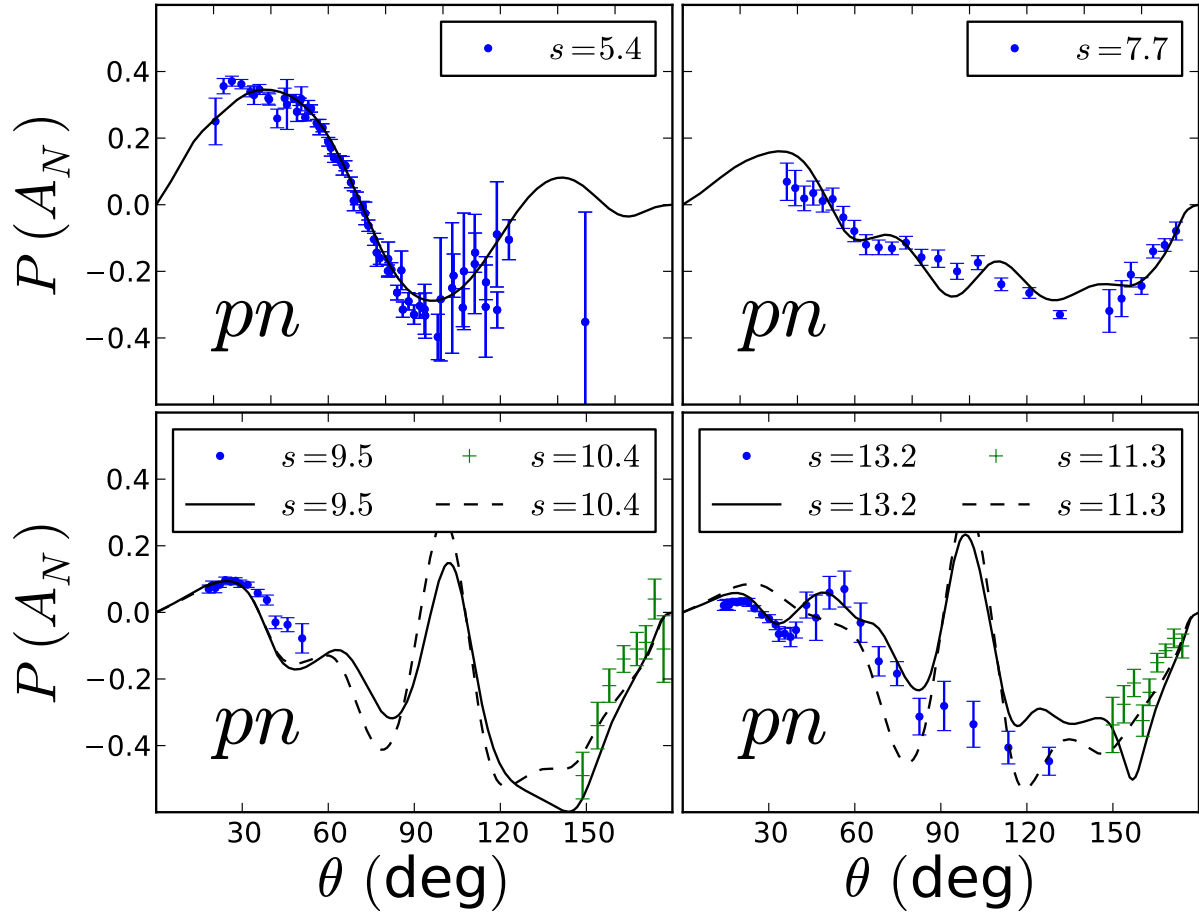 s=5.4
s=7.7
0.4
0.2
0.0
−0.2
−0.4
P (A_N)
pn
pn
s=9.5 s=10.4
s=9.5 s=10.4
s=13.2 s=11.3
s=13.2 s=11.3
0.4
0.2
0.0
−0.2
−0.4
P (A_N)
pn
pn
30 60 90 120 150
30 60 90 120 150
θ (deg)
θ (deg)